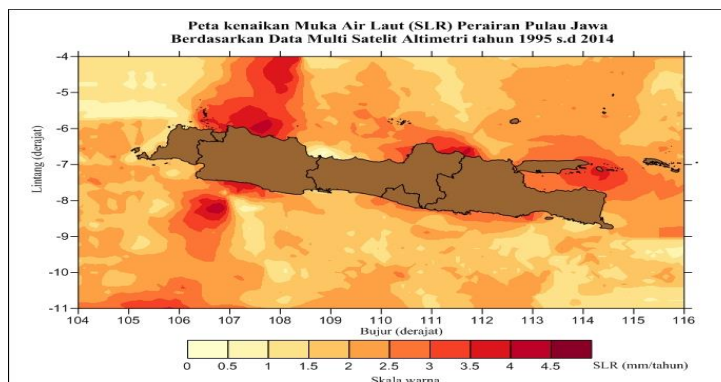 Peta kenaikan Muka Air Laut (SLR) Perairan Pulau Jawa
Berdasarkan Data Multi Satelit Altimetri tahun 1995 s.d 2014
104 105 106 107 108 109 110 111 112 113 114 115 116
-4
-5
-6
-7
-8
-9
-10
-11
Lintang (derajat)
Bujur (derajat)
0 0.5 1 1.5 2 2.5 3 3.5 4 4.5 SLR (mm/tahun)
Skala warna